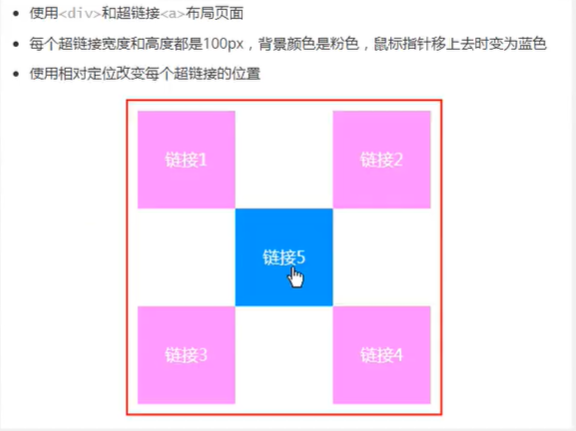 使用<div>和超链接<a>布局页面
每个超链接宽度和高度都是100px，背景颜色是粉色，鼠标指针移上去时变为蓝色
使用相对定位改变每个超链接的位置
链接1
链接2
链接5
链接3
链接4